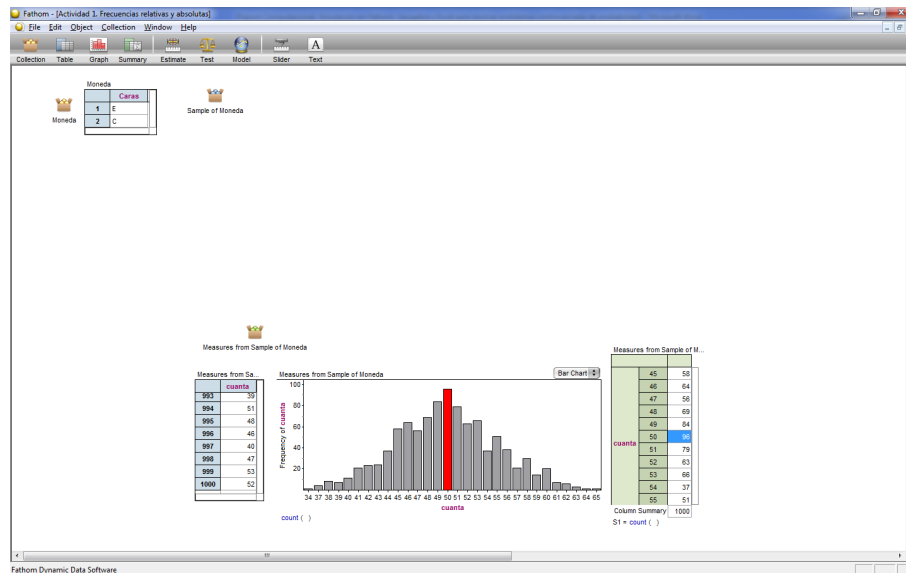 Fathom - [Actividad 1. Frecuencias relativas y absolutas]
File Edit Object Collection Window Help
Collection Table Graph Summary Estimate Test Model Slider Text
A
Moneda
Caras
1 E
2 C
Moneda
Sample of Moneda
Measures from Sample of Moneda
Measures from Sa...
cuanta
993 39
994 51
995 48
996 46
997 40
998 47
999 53
1000 52
Measures from Sample of Moneda
Bar Chart
Frequency of cuanta
100
80
60
40
20
34 37 38 39 40 41 42 43 44 45 46 47 48 49 50 51 52 53 54 55 56 57 58 59 60 61 62 63 64 65
cuanta
count ( )
Measures from Sample of M...
cuanta
45 58
46 64
47 56
48 69
49 84
50 96
51 79
52 63
53 66
54 37
55 51
Column Summary 1000
S1 = count ( )
Fathom Dynamic Data Software